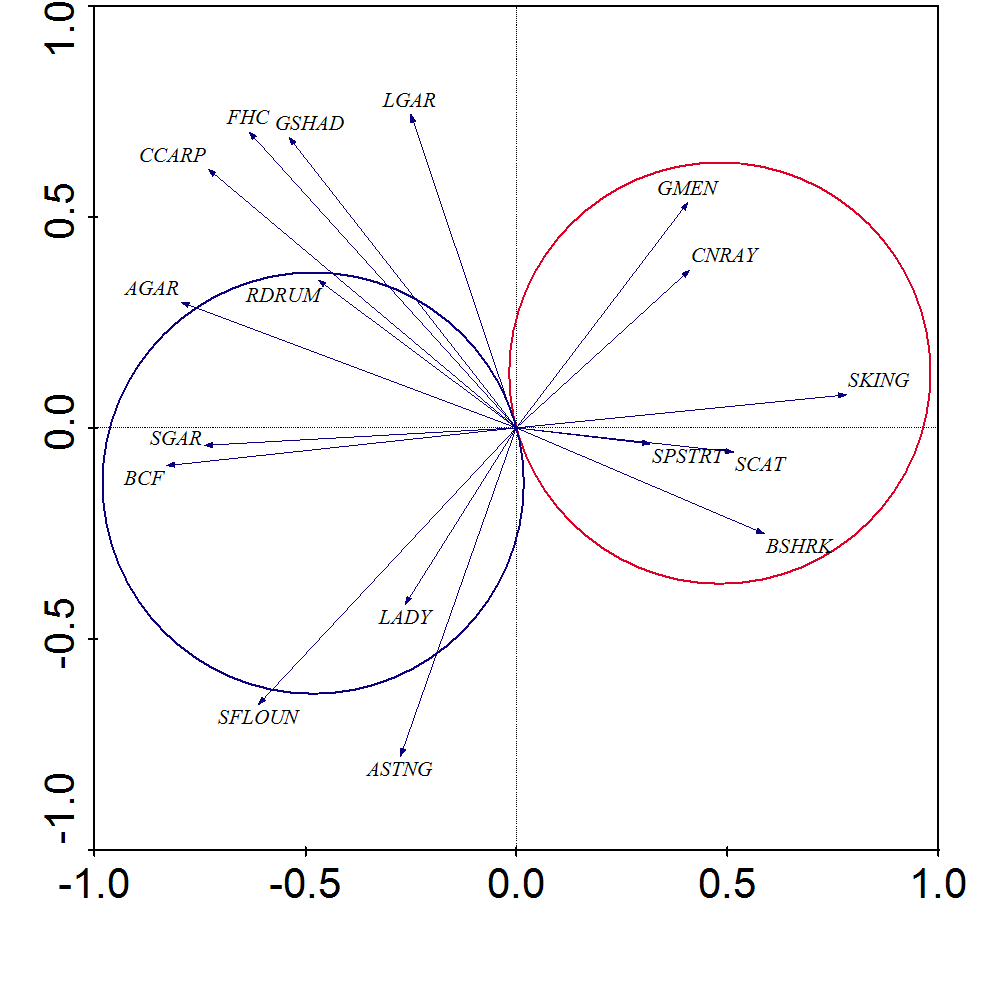 1.0
LGAR
FHC GSHAD
CCARP
GMEN
0.5
CNRAY
AGAR
RDRUM
SKING
0.0
SGAR
SPSTRT
SCAT
BCF
BSHRK
LADY
-0.5
SFLOUN
ASTNG
-1.0
-1.0 -0.5 0.0 0.5 1.0